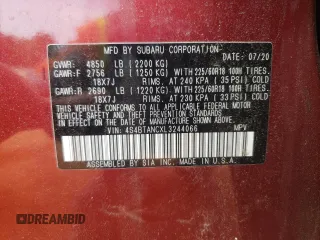 MFD. BY SUBARU CORPORATION 07/20
GVWR: 4850 LB (2200 KG)
GAWR:F 2756 LB (1250 KG) WITH 225/60R18 100H TIRES,
18X7J RIMS, AT 240 KPA (35 PSI) COLD
GAWR:R 2690 LB (1220 KG) WITH 225/60R18 100H TIRES,
18X7J RIMS, AT 230 KPA (33 PSI) COLD
THIS VEHICLE CONFORMS TO ALL APPLICABLE FEDERAL MOTOR
VEHICLE SAFETY, BUMPER, AND THEFT PREVENTION STANDARDS
IN EFFECT ON THE DATE OF MANUFACTURE SHOWN ABOVE.
VIN: 4S4BTANCXL3244066 MPV
ASSEMBLED BY SIA, INC. IN U.S.A.
DREAMBID